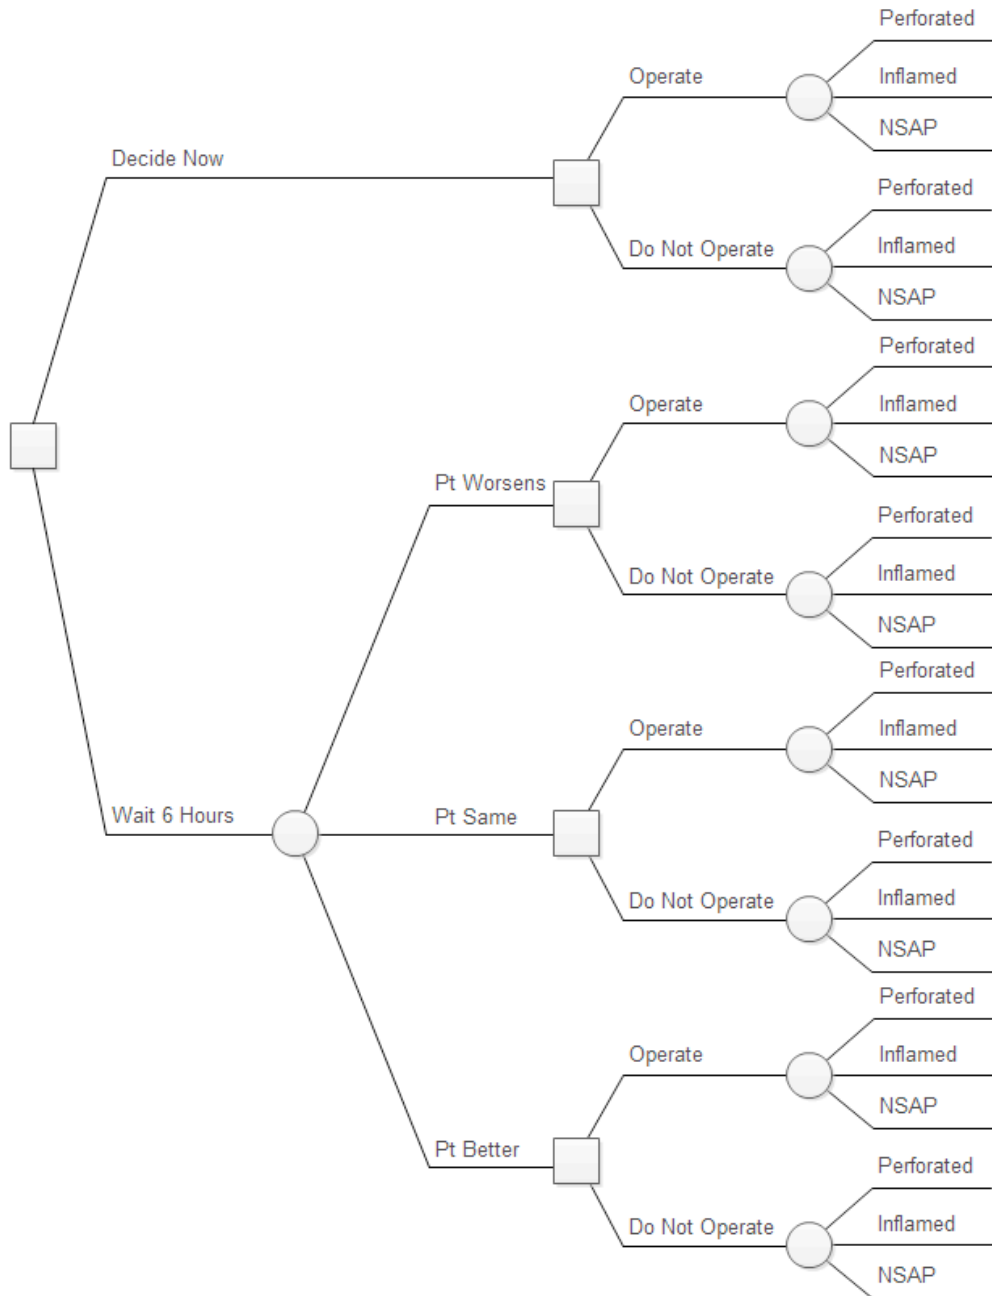 Perforated
Operate
Inflamed
NSAP
Decide Now
Perforated
Do Not Operate
Inflamed
NSAP
Perforated
Operate
Inflamed
NSAP
Pt Worsens
Perforated
Do Not Operate
Inflamed
NSAP
Perforated
Operate
Inflamed
NSAP
Wait 6 Hours
Pt Same
Perforated
Do Not Operate
Inflamed
NSAP
Perforated
Operate
Inflamed
NSAP
Pt Better
Perforated
Do Not Operate
Inflamed
NSAP